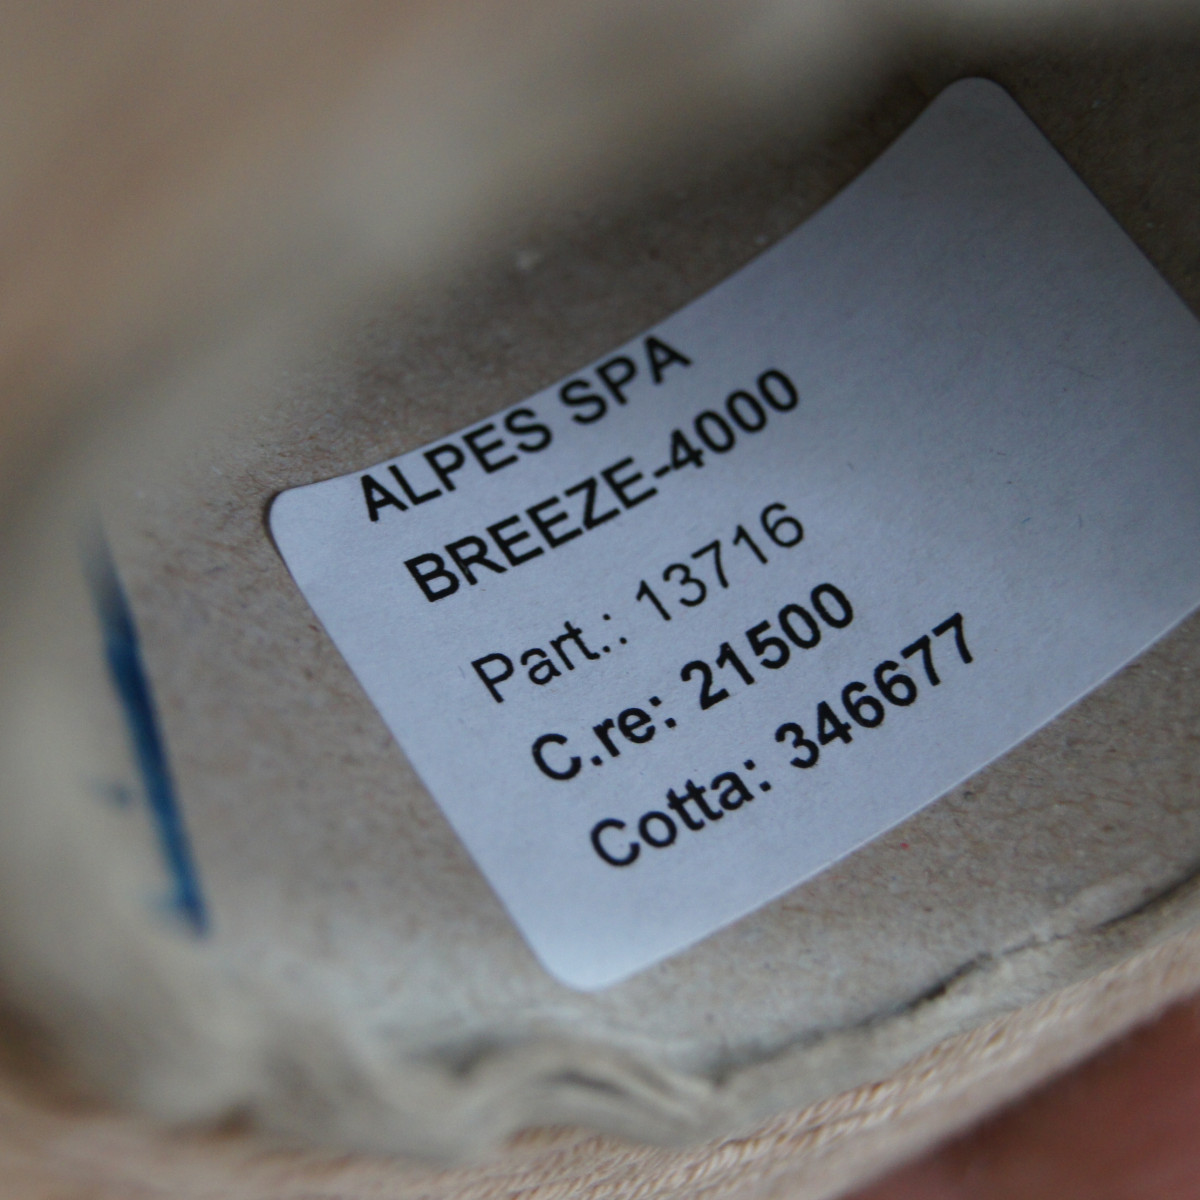 ALPES SPA
BREEZE-4000
Part.: 13716
C.re: 21500
Cotta: 346677